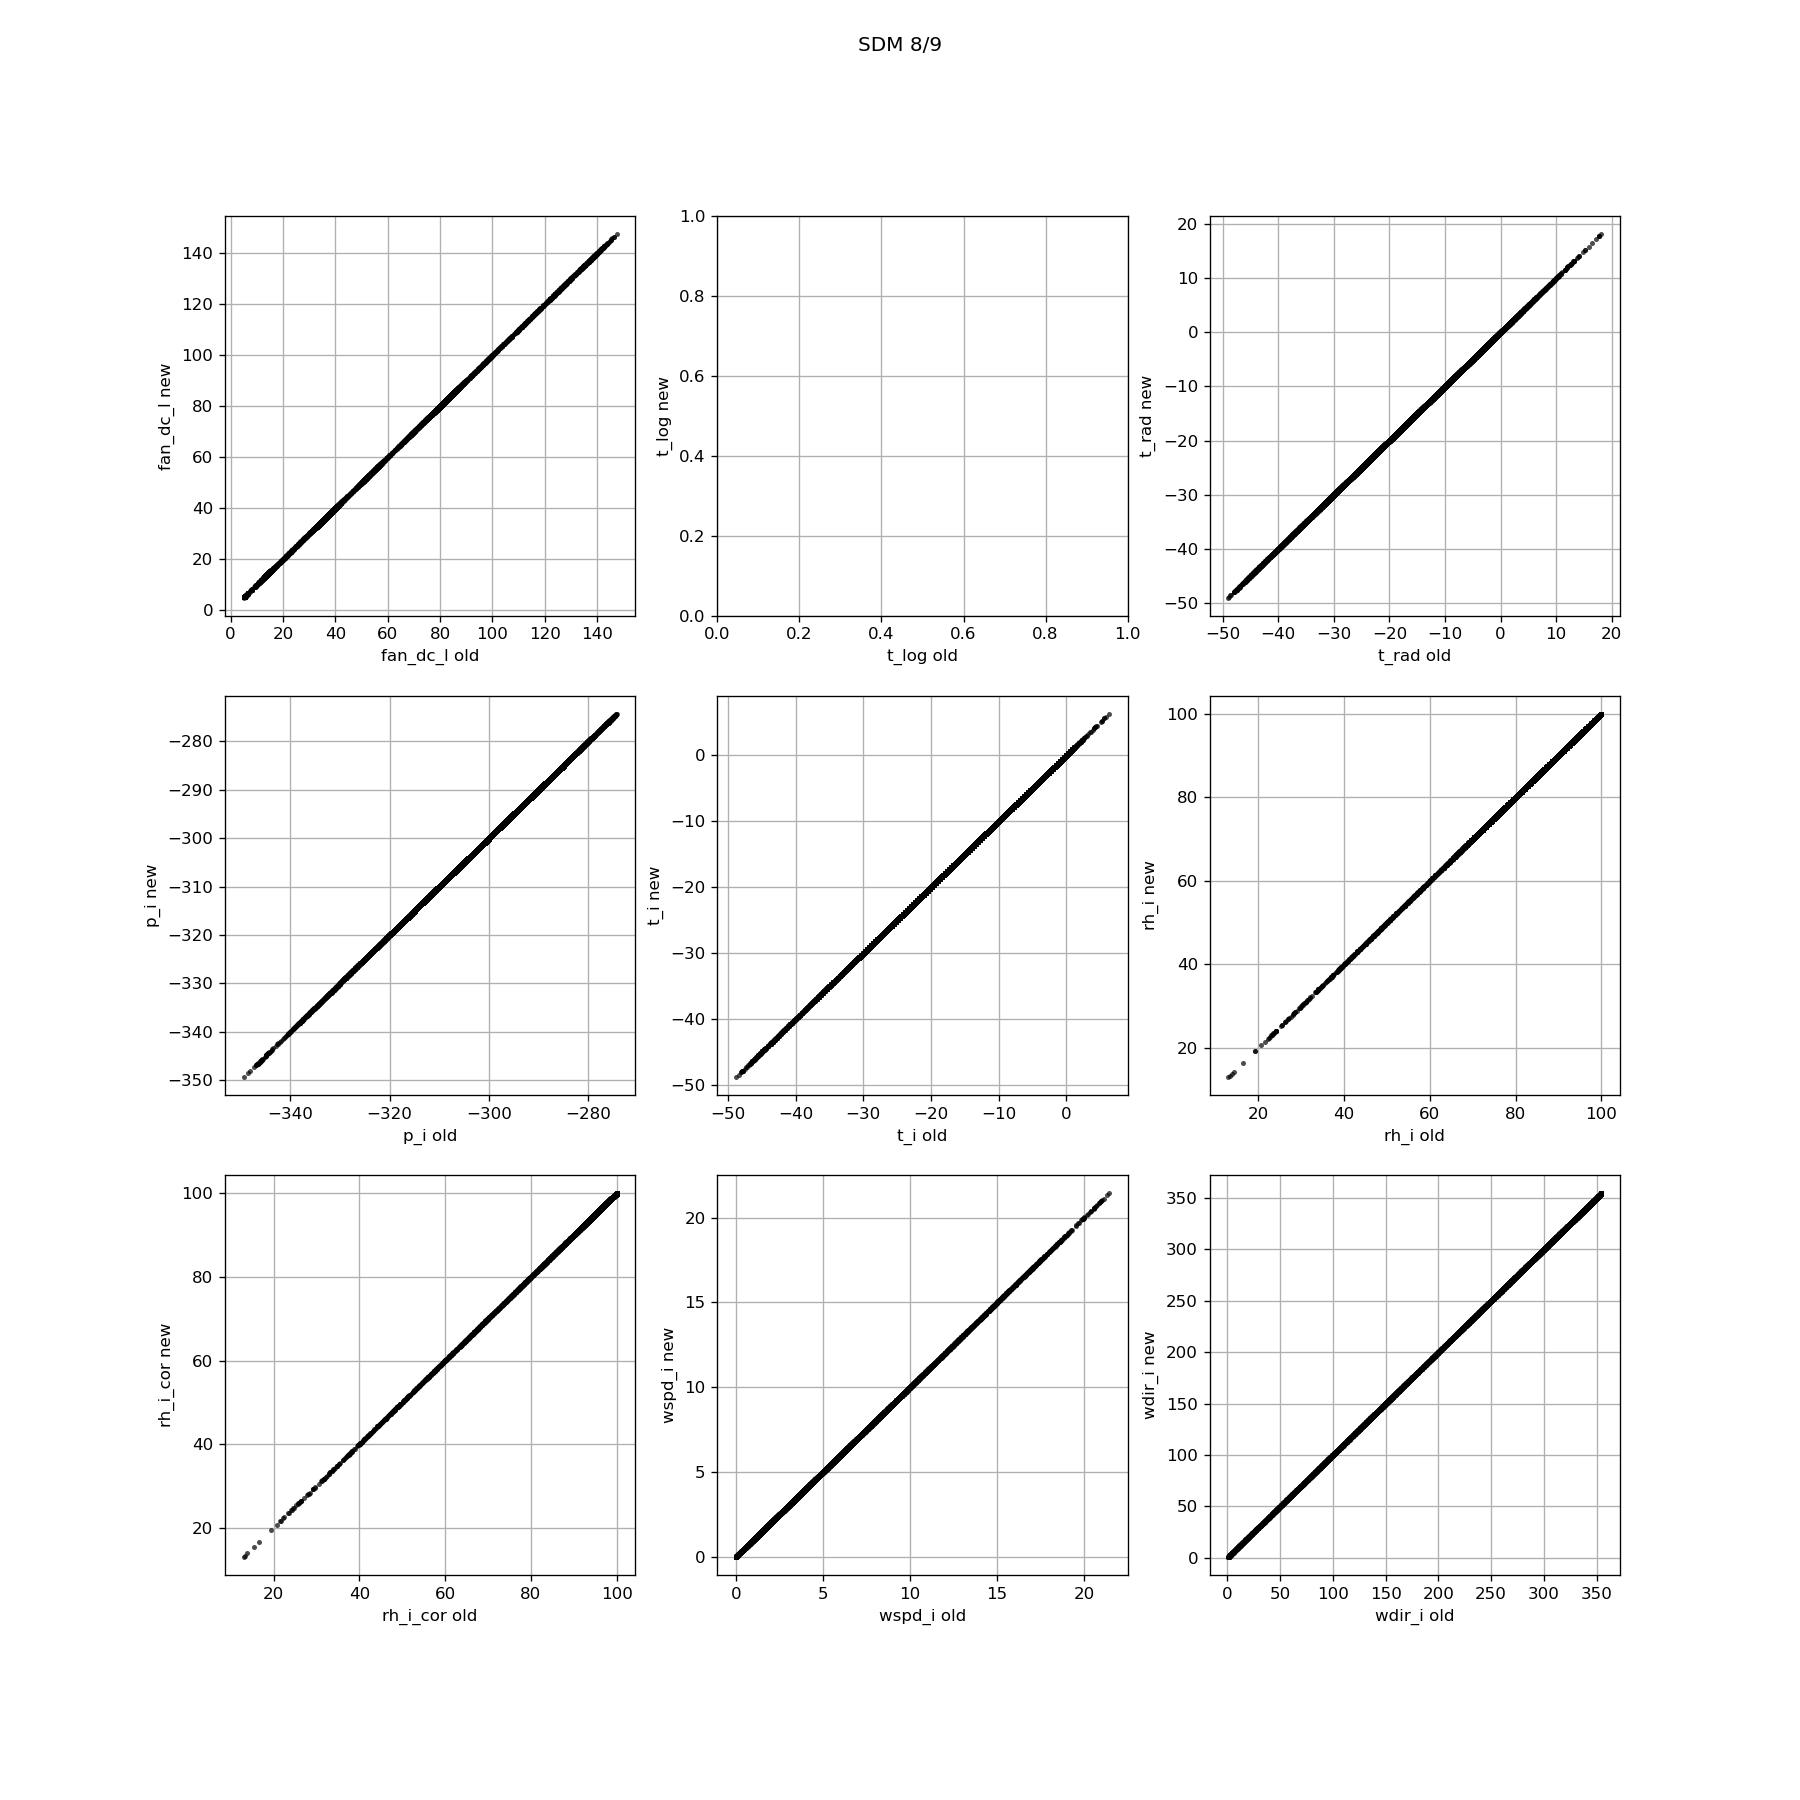 SDM 8/9
fan_dc_l new
140
120
100
80
60
40
20
0
0 20 40 60 80 100 120 140
fan_dc_l old
t_log new
1.0
0.8
0.6
0.4
0.2
0.0
0.0 0.2 0.4 0.6 0.8 1.0
t_log old
t_rad new
20
10
0
−10
−20
−30
−40
−50
−50 −40 −30 −20 −10 0 10 20
t_rad old
p_i new
−280
−290
−300
−310
−320
−330
−340
−350
−340 −320 −300 −280
p_i old
t_i new
0
−10
−20
−30
−40
−50
−50 −40 −30 −20 −10 0
t_i old
rh_i new
100
80
60
40
20
20 40 60 80 100
rh_i old
rh_i_cor new
100
80
60
40
20
20 40 60 80 100
rh_i_cor old
wspd_i new
20
15
10
5
0
0 5 10 15 20
wspd_i old
wdir_i new
350
300
250
200
150
100
50
0
0 50 100 150 200 250 300 350
wdir_i old